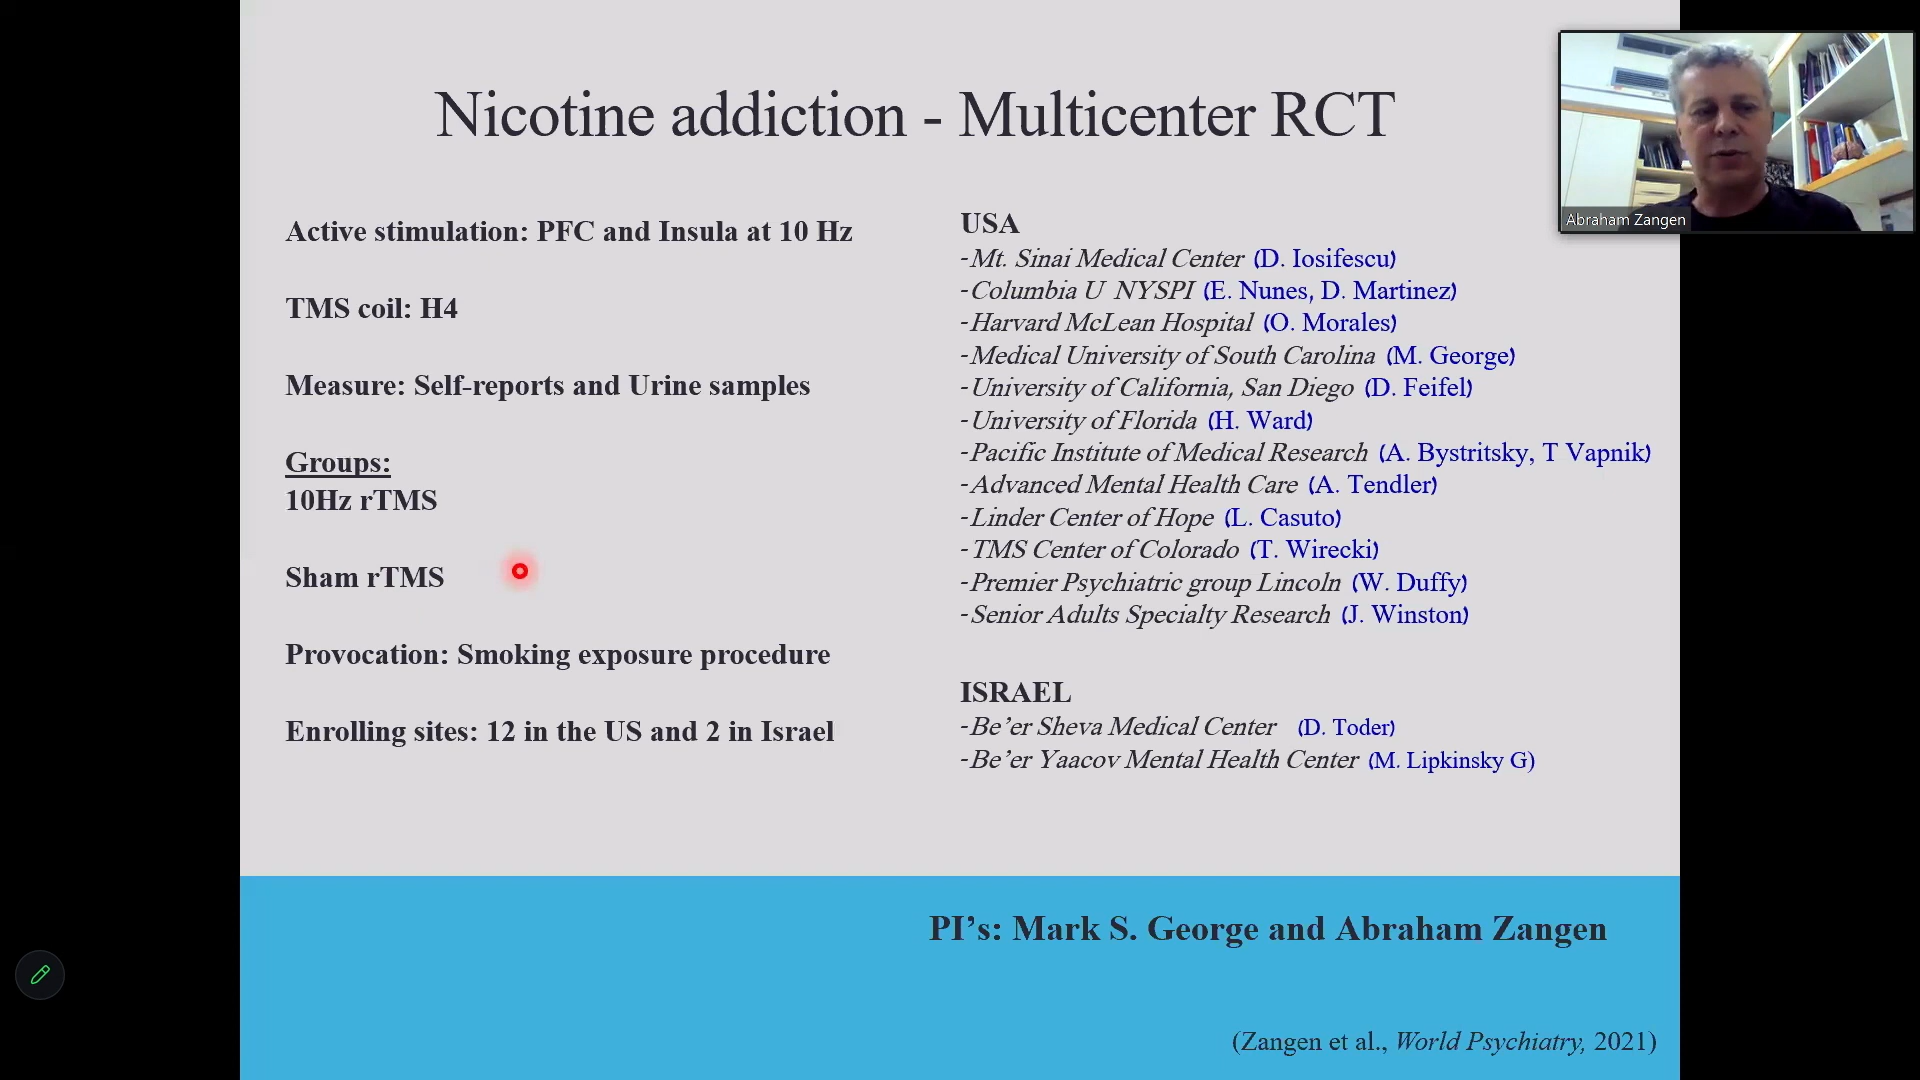 Nicotine addiction - Multicenter RCT
Active stimulation: PFC and Insula at 10 Hz
TMS coil: H4
Measure: Self-reports and Urine samples
Groups:
10Hz rTMS
Sham rTMS
Provocation: Smoking exposure procedure
Enrolling sites: 12 in the US and 2 in Israel
USA
-Mt. Sinai Medical Center (D. Iosifescu)
-Columbia U NYSPI (E. Nunes, D. Martinez)
-Harvard McLean Hospital (O. Morales)
-Medical University of South Carolina (M. George)
-University of California, San Diego (D. Feifel)
-University of Florida (H. Ward)
-Pacific Institute of Medical Research (A. Bystritsky, T Vapnik)
-Advanced Mental Health Care (A. Tendler)
-Linder Center of Hope (L. Casuto)
-TMS Center of Colorado (T. Wirecki)
-Premier Psychiatric group Lincoln (W. Duffy)
-Senior Adults Specialty Research (J. Winston)
ISRAEL
-Be’er Sheva Medical Center (D. Toder)
-Be’er Yaacov Mental Health Center (M. Lipkinsky G)
PI’s: Mark S. George and Abraham Zangen
(Zangen et al., World Psychiatry, 2021)
Abraham Zangen